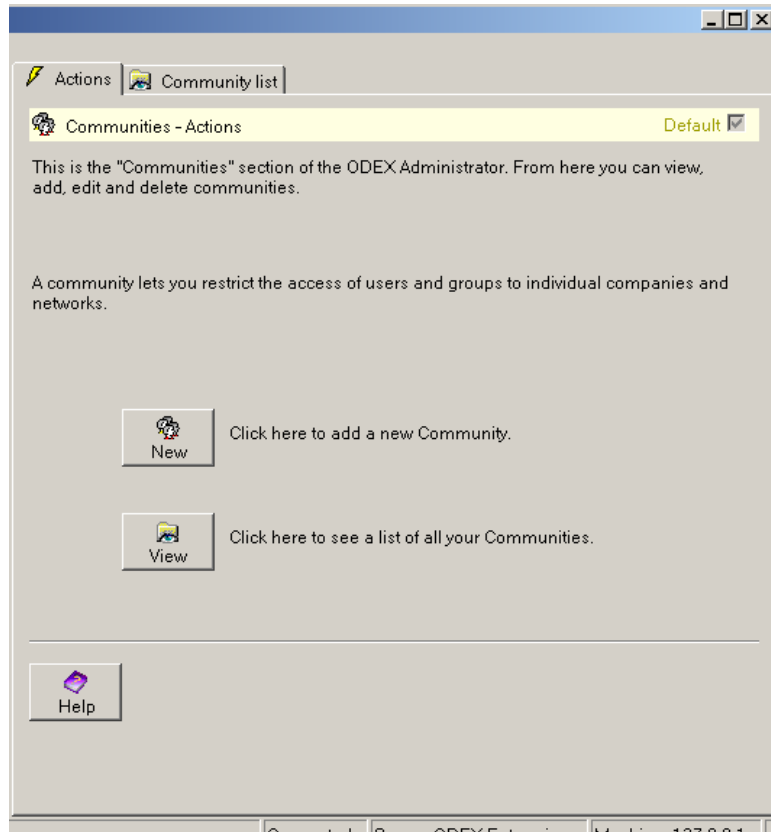 Actions Community list
Communities - Actions Default
This is the "Communities" section of the ODEX Administrator. From here you can view,
add, edit and delete communities.
A community lets you restrict the access of users and groups to individual companies and
networks.
New Click here to add a new Community.
View Click here to see a list of all your Communities.
Help